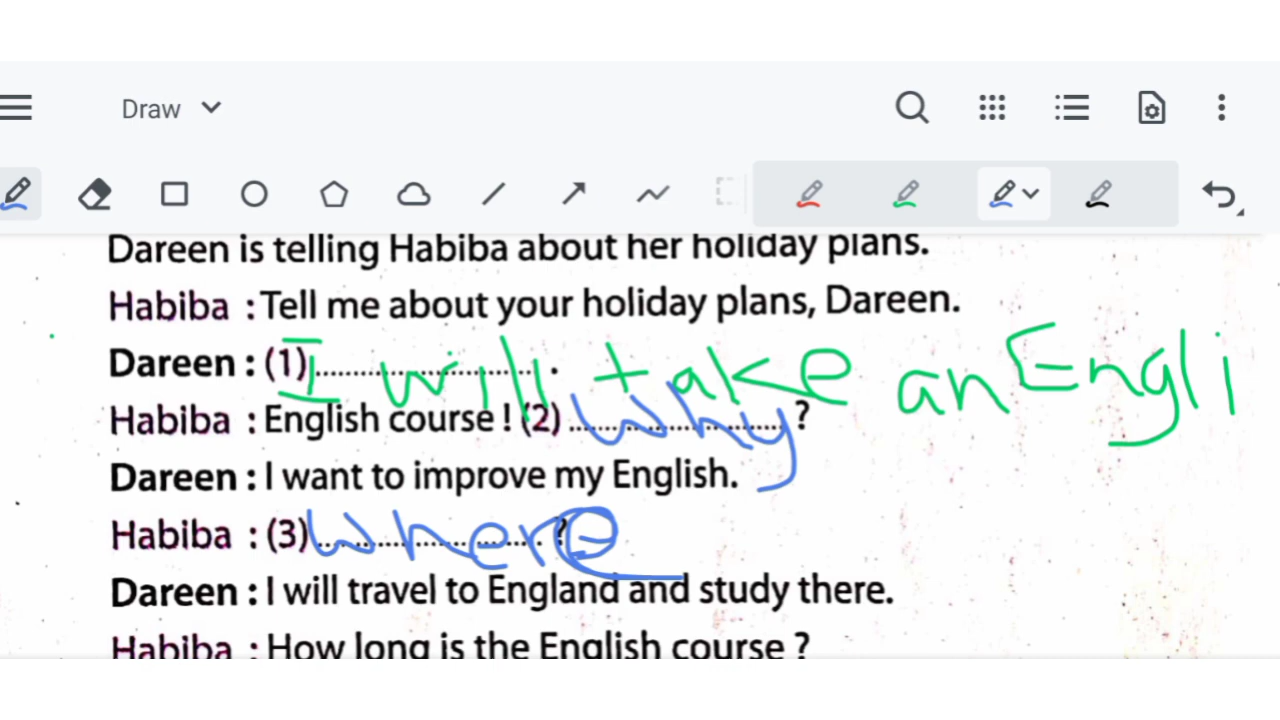 Draw
Dareen is telling Habiba about her holiday plans.
Habiba : Tell me about your holiday plans, Dareen.
Dareen : (1) I will take an Engli
Habiba : English course ! (2) Why ?
Dareen : I want to improve my English.
Habiba : (3) Where ?
Dareen : I will travel to England and study there.
Habiba : How long is the English course ?